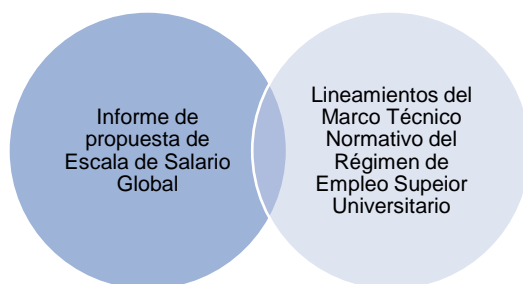 Informe de
propuesta de
Escala de Salario
Global
Lineamientos del
Marco Técnico
Normativo del
Régimen de
Empleo Supeior
Universitario